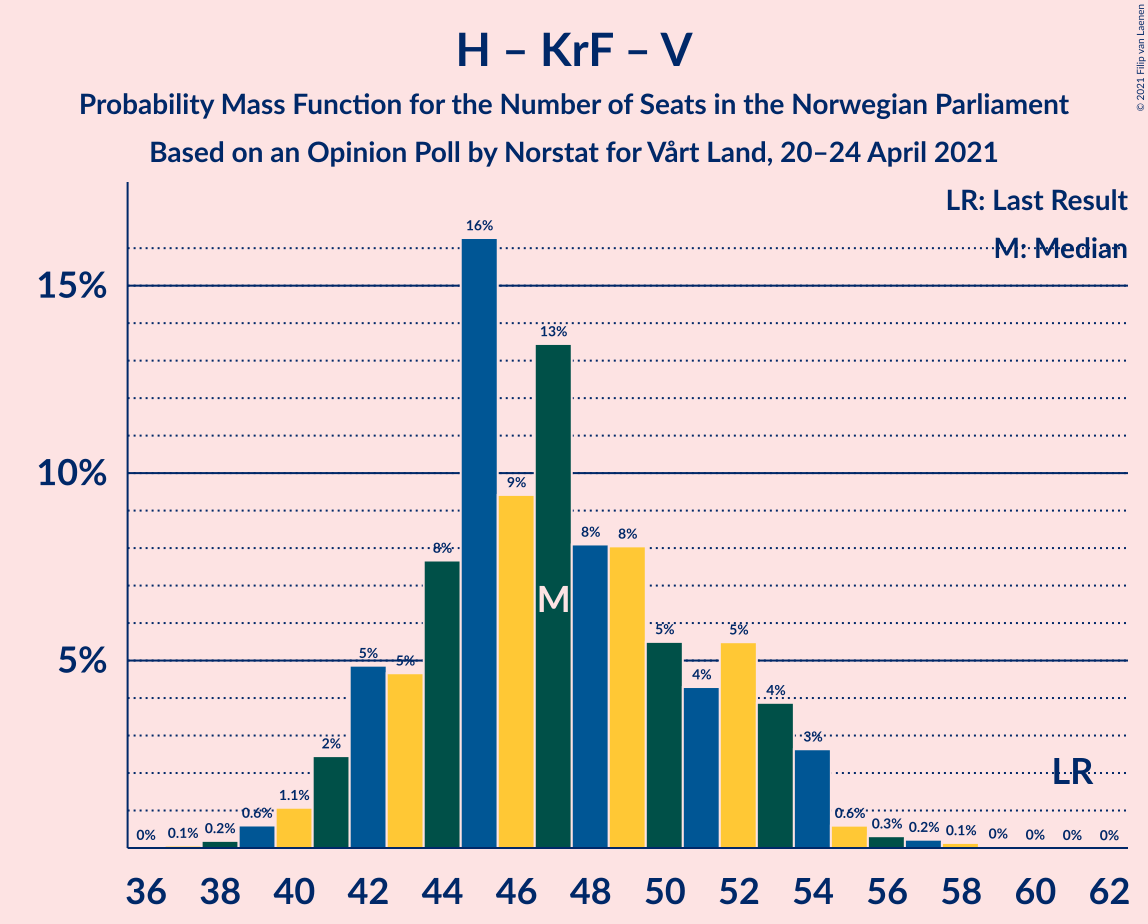 H – KrF – V
Probability Mass Function for the Number of Seats in the Norwegian Parliament
Based on an Opinion Poll by Norstat for Vårt Land, 20–24 April 2021
© 2021 Filip van Laenen
LR: Last Result
M: Median
15%
10%
5%
0% 0.1% 0.2% 0.6% 1.1% 2% 5% 5% 8% 16% 9% 13% 8% 8% 5% 4% 5% 4% 3% 0.6% 0.3% 0.2% 0.1% 0% 0% 0% 0%
M
LR
36 38 40 42 44 46 48 50 52 54 56 58 60 62